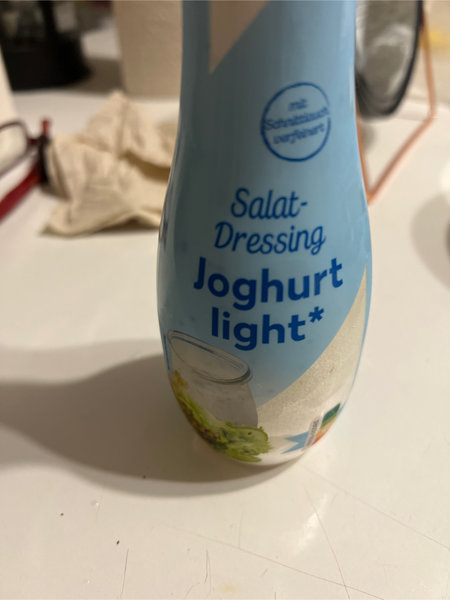 mit
Schnittlauch
verfeinert
Salat-
Dressing
Joghurt
light*